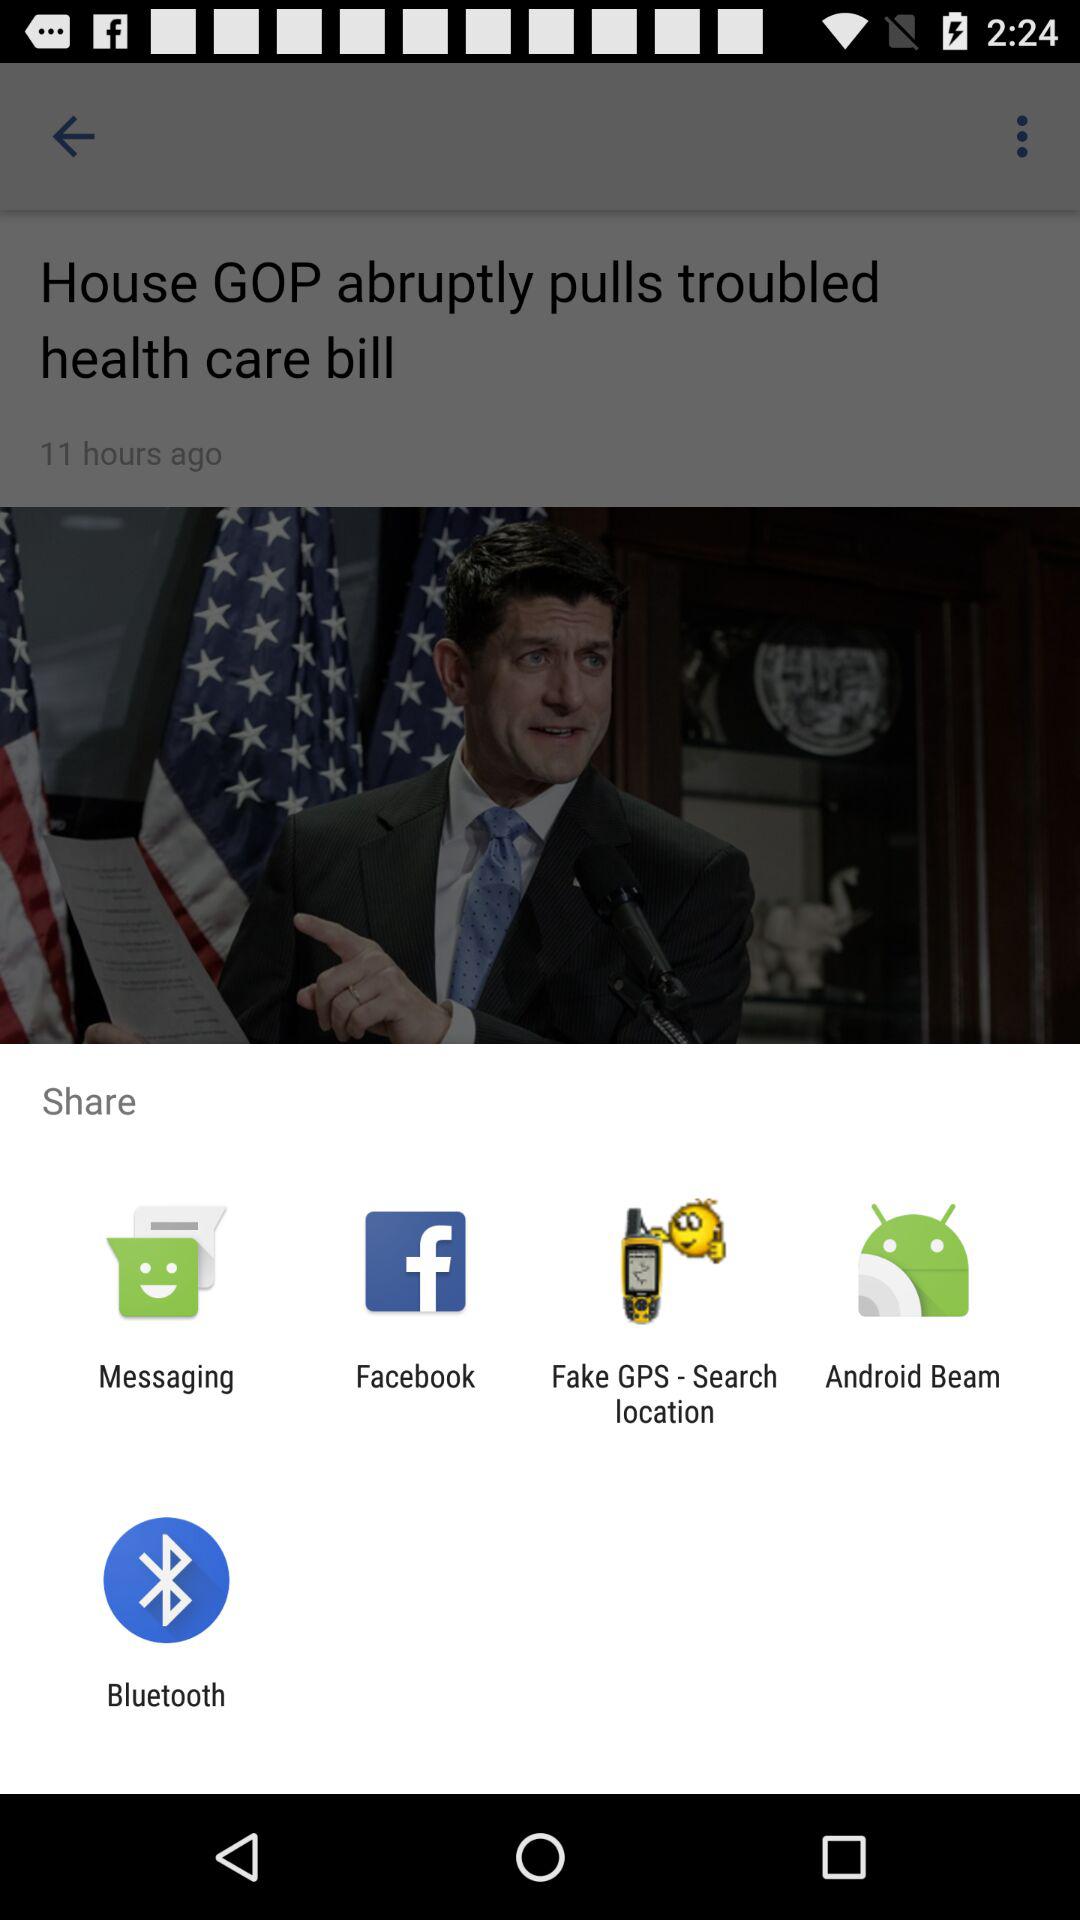 2:24
House GOP abruptly pulls troubled
health care bill
11 hours ago
Share
Messaging
Facebook
Fake GPS - Search
location
Android Beam
Bluetooth